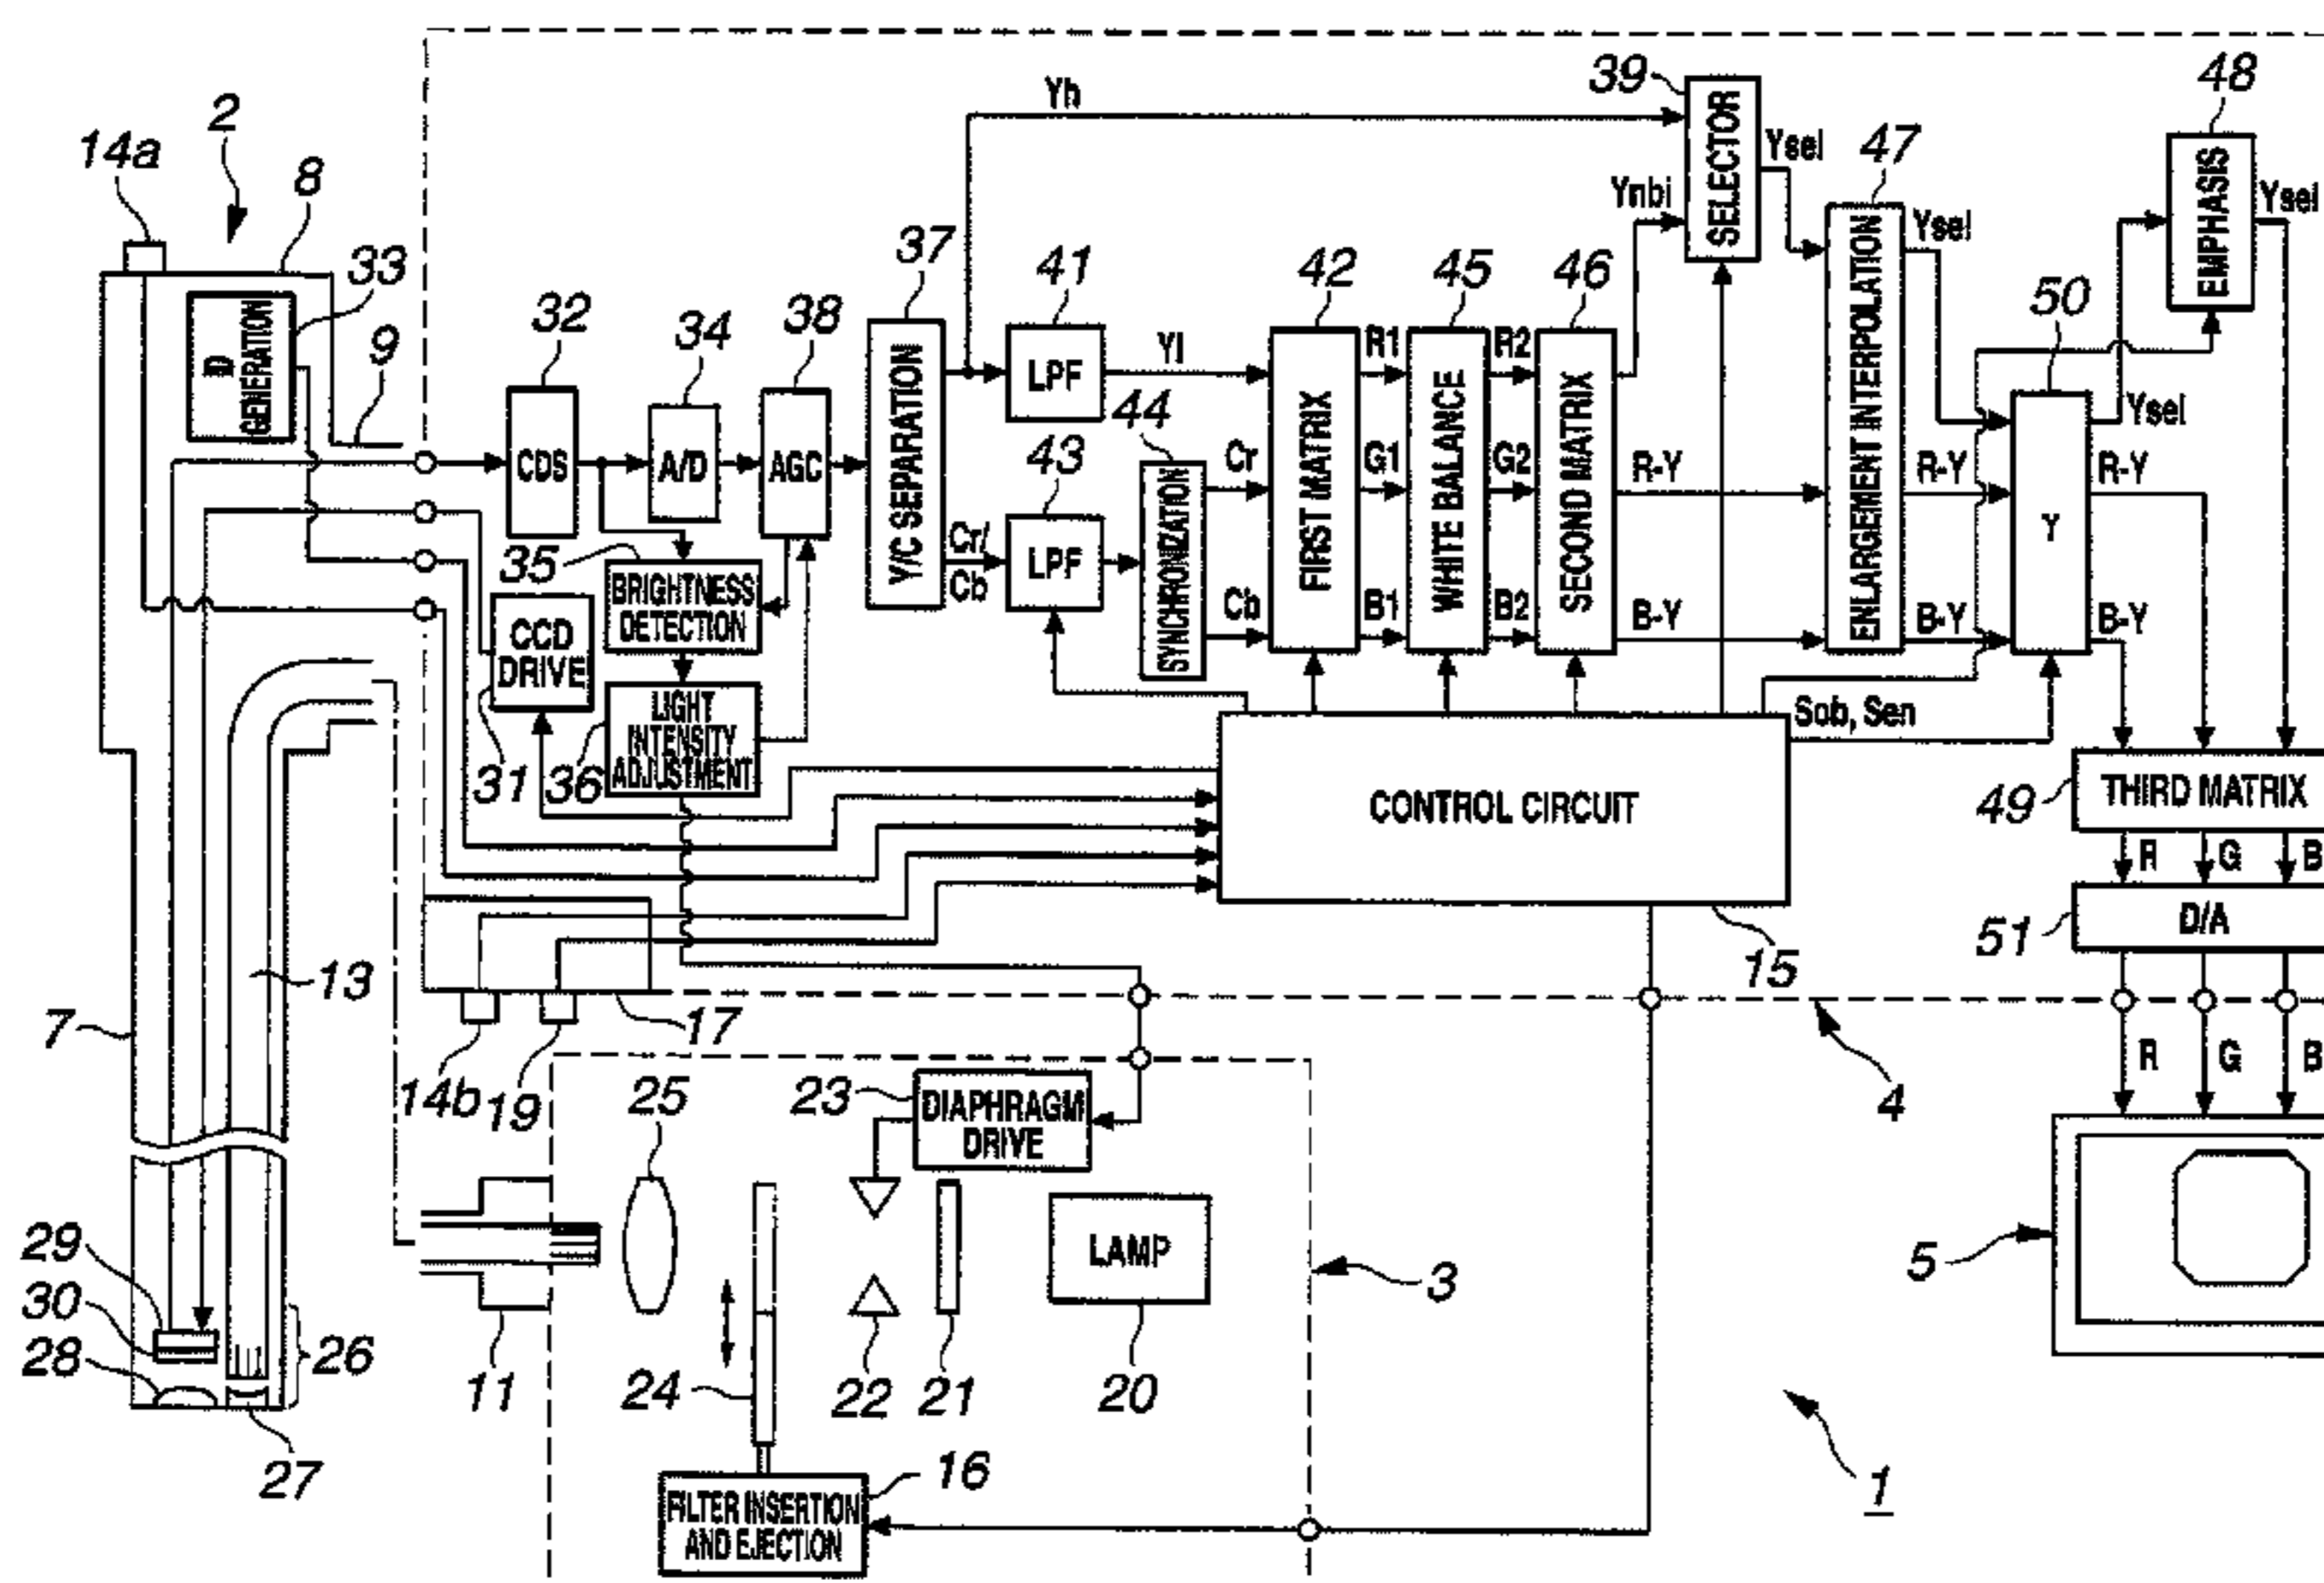 2
14a
8
33
ID
GENERATION
9
Yh
39
SELECTOR
Ysel
Ynbi
47
48
EMPHASIS
Ysel
Ysel
37
41
42
45
46
50
32
34
38
LPF
Yl
R1
R2
ENLARGEMENT INTERPOLATION
Ysel
44
CDS
A/D
AGC
Y/C SEPARATION
43
Cr
FIRST MATRIX
G1
WHITE BALANCE
G2
SECOND MATRIX
R-Y
R-Y
R-Y
Y
35
Cr/
Cb
LPF
SYNCHRONIZATION
Cb
B1
B2
B-Y
B-Y
B-Y
BRIGHTNESS
DETECTION
CCD
DRIVE
31
36
LIGHT
INTENSITY
ADJUSTMENT
Sob, Sen
CONTROL CIRCUIT
49
THIRD MATRIX
R
G
B
51
D/A
15
13
7
17
14b
19
4
R
G
B
23
DIAPHRAGM
DRIVE
25
LAMP
3
5
29
30
28
26
11
24
22
21
20
27
16
FILTER INSERTION
AND EJECTION
1